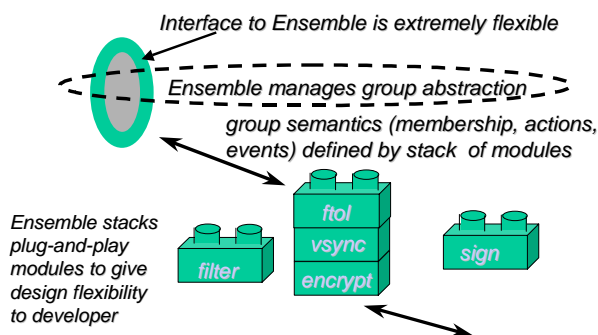 Interface to Ensemble is extremely flexible
Ensemble manages group abstraction
group semantics (membership, actions,
events) defined by stack of modules
ftol
vsync
encrypt
filter
sign
Ensemble stacks
plug-and-play
modules to give
design flexibility
to developer